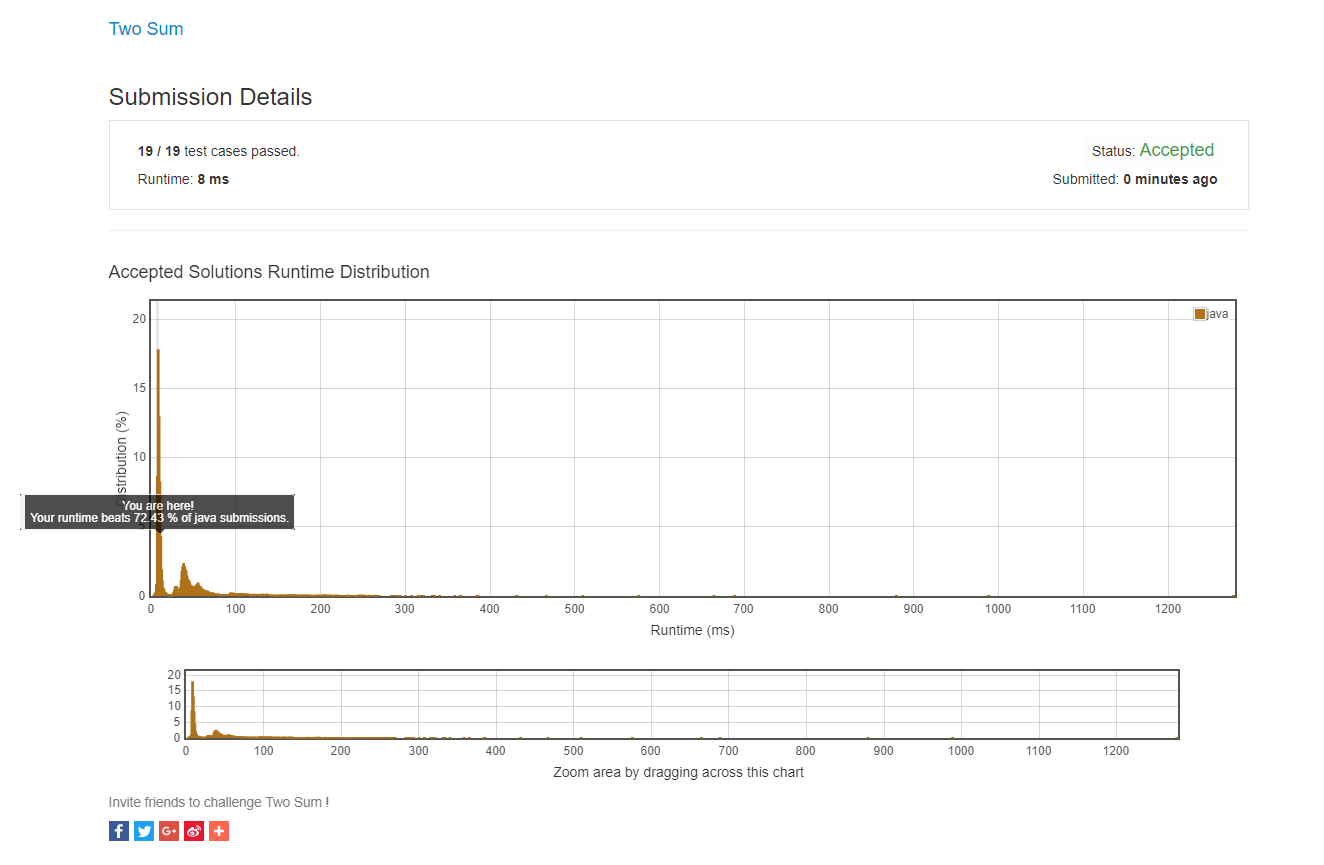 Two Sum
Submission Details
19 / 19 test cases passed.
Status: Accepted
Runtime: 8 ms
Submitted: 0 minutes ago
Accepted Solutions Runtime Distribution
java
20
15
10
5
0
Distribution (%)
You are here!
Your runtime beats 72.43 % of java submissions.
0 100 200 300 400 500 600 700 800 900 1000 1100 1200
Runtime (ms)
20
15
10
5
0
0 100 200 300 400 500 600 700 800 900 1000 1100 1200
Zoom area by dragging across this chart
Invite friends to challenge Two Sum !